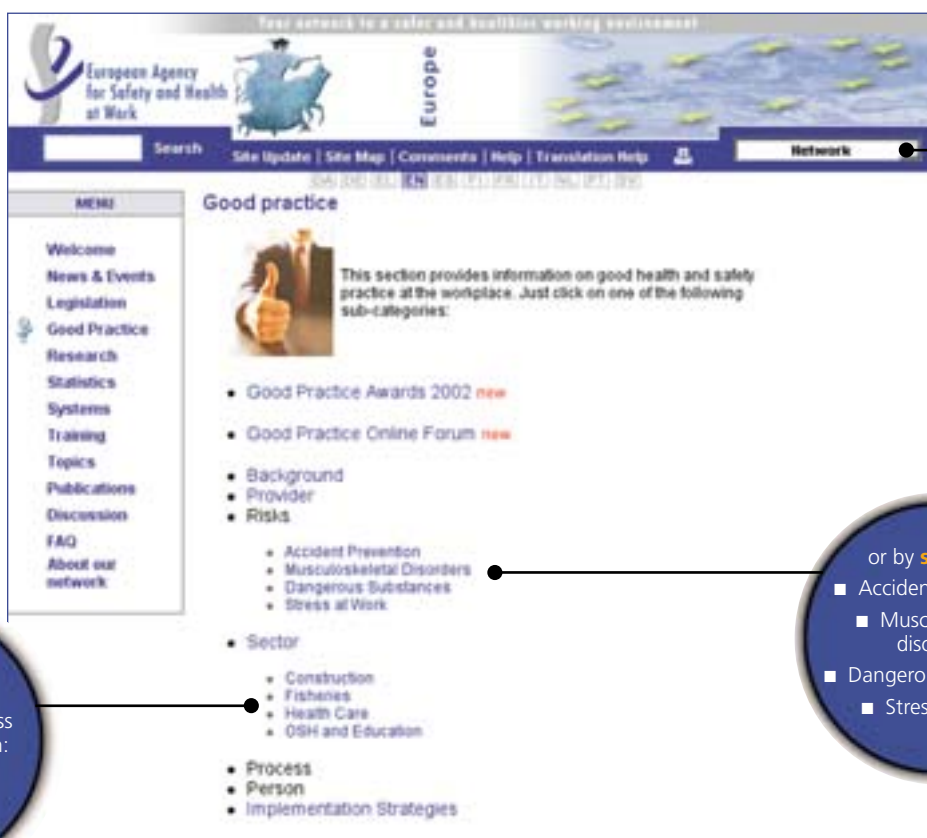 Your network to a safer and healthier working environment
European Agency
for Safety and Health
at Work
Europe
Search
Site Update | Site Map | Comments | Help | Translation Help
Network
DA DE EL EN ES FI FR IT NL PT SV
MENU
Welcome
News & Events
Legislation
Good Practice
Research
Statistics
Systems
Training
Topics
Publications
Discussion
FAQ
About our
network
Good practice
This section provides information on good health and safety
practice at the workplace. Just click on one of the following
sub-categories:
Good Practice Awards 2002 new
Good Practice Online Forum new
Background
Provider
Risks
Accident Prevention
Musculoskeletal Disorders
Dangerous Substances
Stress at Work
Sector
Construction
Fisheries
Health Care
OSH and Education
Process
Person
Implementation Strategies
or by s
Acciden
Musc
disc
Dangero
Stres
ss
: